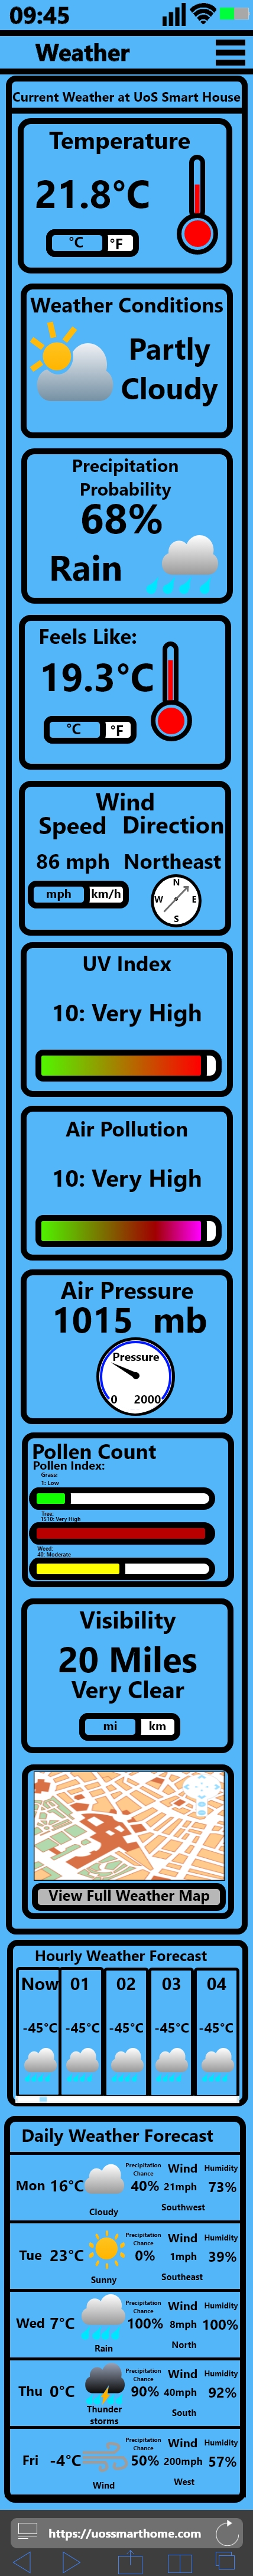 09:45
Weather
Current Weather at UoS Smart House
Temperature
21.8°C
°C °F
Weather Conditions
Partly
Cloudy
Precipitation
Probability
68%
Rain
Feels Like:
19.3°C
°C °F
Wind
Speed Direction
86 mph Northeast
mph km/h
N
W E
S
UV Index
10: Very High
Air Pollution
10: Very High
Air Pressure
1015 mb
Pressure
0 2000
Pollen Count
Pollen Index:
Grass:
1: Low
Tree:
1510: Very High
Weed:
40: Moderate
Visibility
20 Miles
Very Clear
mi km
View Full Weather Map
Hourly Weather Forecast
Now 01 02 03 04
-45°C -45°C -45°C -45°C -45°C
Daily Weather Forecast
Precipitation Wind Humidity
Chance
Mon 16°C 40% 21mph 73%
Cloudy Southwest
Precipitation Wind Humidity
Chance
Tue 23°C 0% 1mph 39%
Sunny Southeast
Precipitation Wind Humidity
Chance
Wed 7°C 100% 8mph 100%
Rain North
Precipitation Wind Humidity
Chance
Thu 0°C 90% 40mph 92%
Thunder South
storms
Precipitation Wind Humidity
Chance
Fri -4°C 50% 200mph 57%
Wind West
https://uossmarthome.com